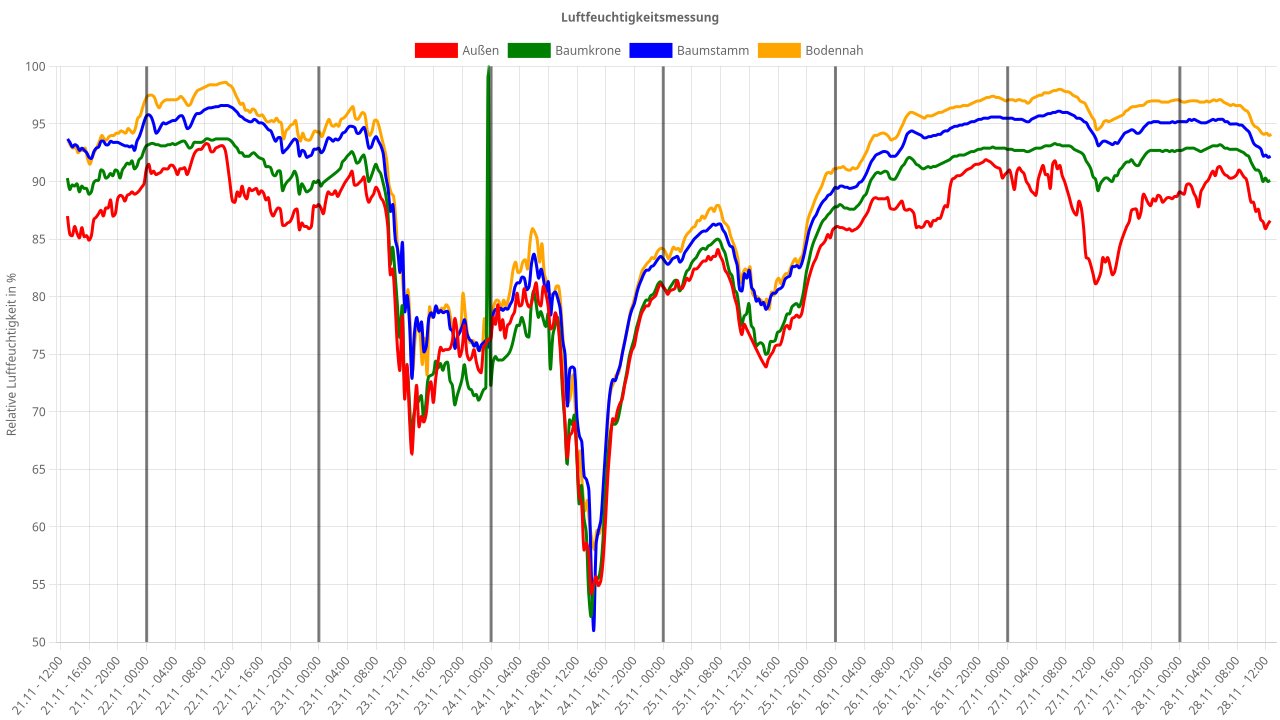 Luftfeuchtigkeitsmessung
Außen Baumkrone Baumstamm Bodennah
Relative Luftfeuchtigkeit in %
100
95
90
85
80
75
70
65
60
55
50
21.11 - 12:00
21.11 - 16:00
21.11 - 20:00
22.11 - 00:00
22.11 - 04:00
22.11 - 08:00
22.11 - 12:00
22.11 - 16:00
22.11 - 20:00
23.11 - 00:00
23.11 - 04:00
23.11 - 08:00
23.11 - 12:00
23.11 - 16:00
23.11 - 20:00
24.11 - 00:00
24.11 - 04:00
24.11 - 08:00
24.11 - 12:00
24.11 - 16:00
24.11 - 20:00
25.11 - 00:00
25.11 - 04:00
25.11 - 08:00
25.11 - 12:00
25.11 - 16:00
25.11 - 20:00
26.11 - 00:00
26.11 - 04:00
26.11 - 08:00
26.11 - 12:00
26.11 - 16:00
26.11 - 20:00
27.11 - 00:00
27.11 - 04:00
27.11 - 08:00
27.11 - 12:00
27.11 - 16:00
27.11 - 20:00
28.11 - 00:00
28.11 - 04:00
28.11 - 08:00
28.11 - 12:00